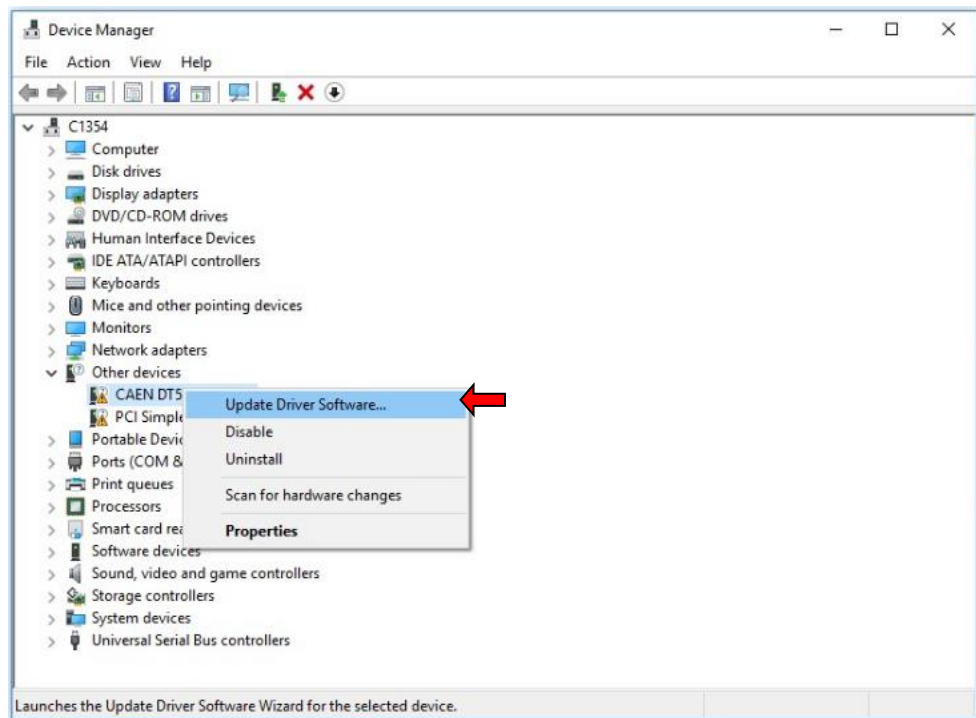 Device Manager
File Action View Help
C1354
Computer
Disk drives
Display adapters
DVD/CD-ROM drives
Human Interface Devices
IDE ATA/ATAPI controllers
Keyboards
Mice and other pointing devices
Monitors
Network adapters
Other devices
CAEN DT5
PCI Simple
Portable Devic
Ports (COM &
Print queues
Processors
Smart card rea
Software devices
Sound, video and game controllers
Storage controllers
System devices
Universal Serial Bus controllers
Update Driver Software...
Disable
Uninstall
Scan for hardware changes
Properties
Launches the Update Driver Software Wizard for the selected device.